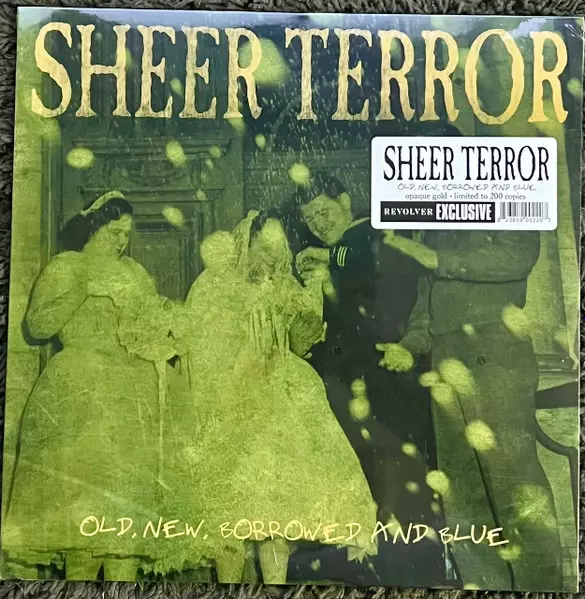 SHEER TERROR
SHEER TERROR
OLD, NEW, BORROWED AND BLUE
opaque gold • limited to 200 copies
REVOLVER EXCLUSIVE
OLD, NEW, BORROWED AND BLUE